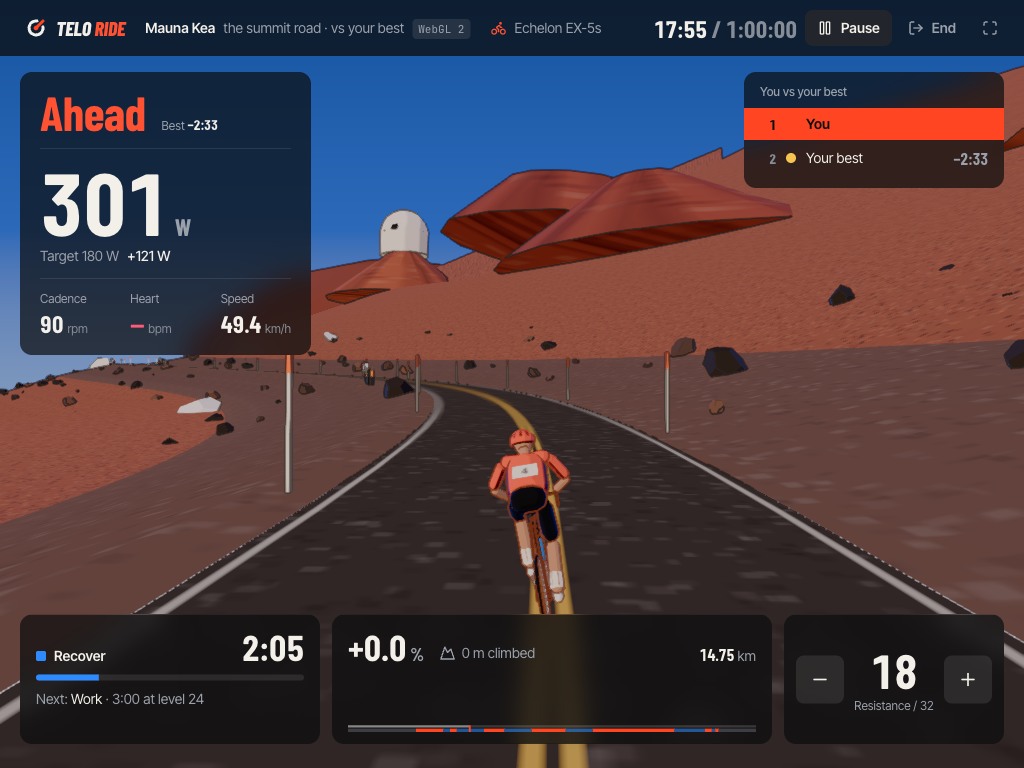 TELO RIDE Mauna Kea the summit road · vs your best WebGL 2 Echelon EX-5s 17:55 / 1:00:00 Pause End
Ahead Best −2:33
301 W
Target 180 W +121 W
Cadence Heart Speed
90 rpm — bpm 49.4 km/h
You vs your best
1 You
2 Your best −2:33
4
Recover 2:05
Next: Work · 3:00 at level 24
+0.0 % 0 m climbed 14.75 km
− 18 +
Resistance / 32